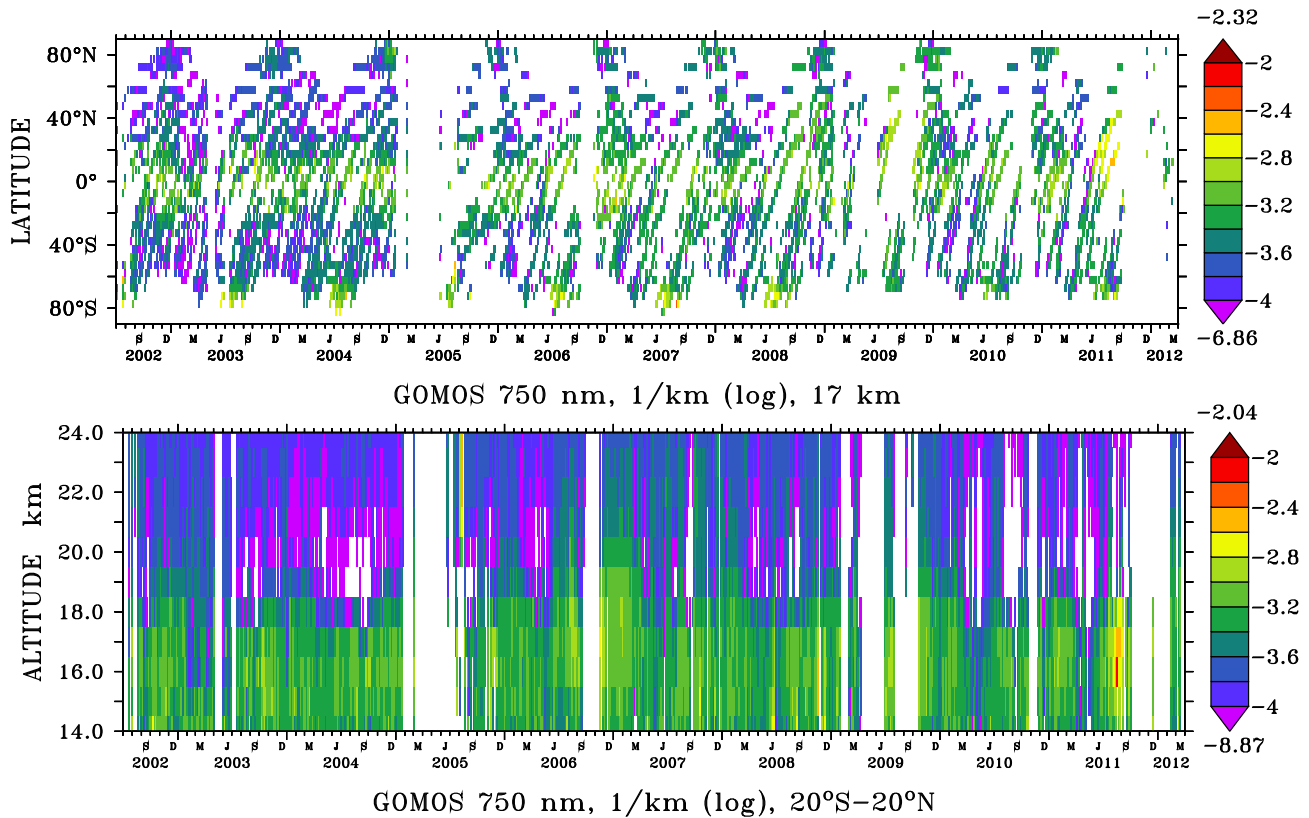 −2.32
80°N
40°N
0°
40°S
80°S
LATITUDE
−2
−2.4
−2.8
−3.2
−3.6
−4
−6.86
S D M J S D M J S D M J S D M J S D M J S D M J S D M J S D M J S D M J S D M
2002 2003 2004 2005 2006 2007 2008 2009 2010 2011 2012
GOMOS 750 nm, 1/km (log), 17 km
−2.04
24.0
22.0
20.0
18.0
16.0
14.0
ALTITUDE km
−2
−2.4
−2.8
−3.2
−3.6
−4
−8.87
S D M J S D M J S D M J S D M J S D M J S D M J S D M J S D M J S D M J S D M
2002 2003 2004 2005 2006 2007 2008 2009 2010 2011 2012
GOMOS 750 nm, 1/km (log), 20°S−20°N